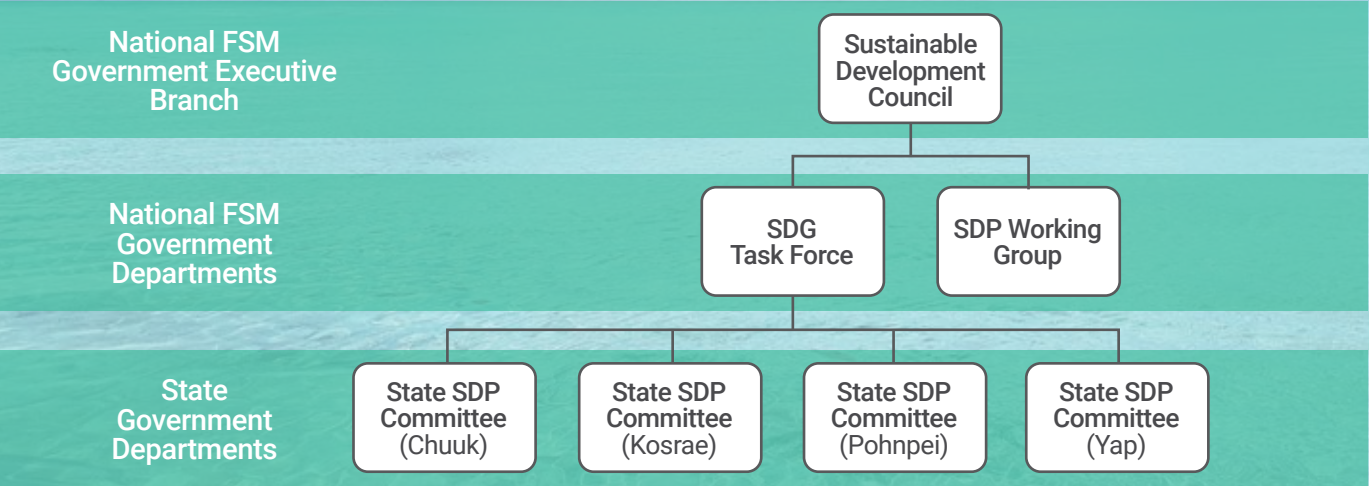 National FSM
Government Executive
Branch
Sustainable
Development
Council
National FSM
Government
Departments
SDG
Task Force
SDP Working
Group
State
Government
Departments
State SDP
Committee
(Chuuk)
State SDP
Committee
(Kosrae)
State SDP
Committee
(Pohnpei)
State SDP
Committee
(Yap)